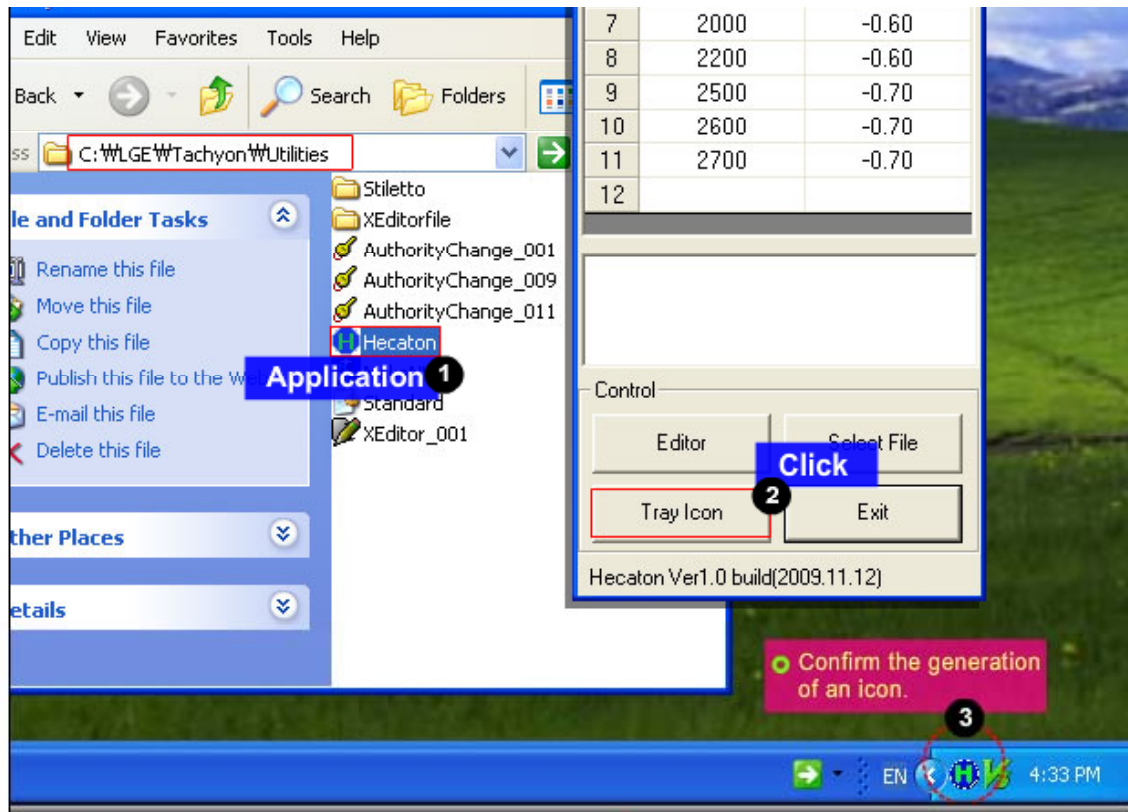 Edit View Favorites Tools Help
Back Search Folders
ss C:₩LGE₩Tachyon₩Utilities
le and Folder Tasks
Rename this file
Move this file
Copy this file
Publish this file to the We
E-mail this file
Delete this file
ther Places
etails
Stiletto
XEditorfile
AuthorityChange_001
AuthorityChange_009
AuthorityChange_011
Hecaton
Application 1
Standard
XEditor_001
7 2000 -0.60
8 2200 -0.60
9 2500 -0.70
10 2600 -0.70
11 2700 -0.70
12
Control
Editor Select File
Click
2
Tray Icon Exit
Hecaton Ver1.0 build(2009.11.12)
Confirm the generation
of an icon.
3
EN H 4:33 PM